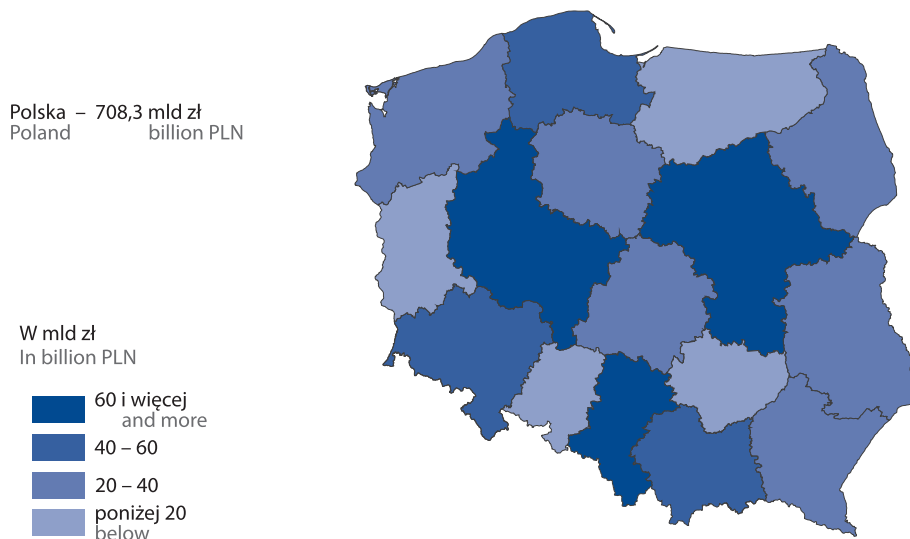 Polska – 708,3 mld zł
Poland billion PLN
W mld zł
In billion PLN
60 i więcej
and more
40 – 60
20 – 40
poniżej 20
below